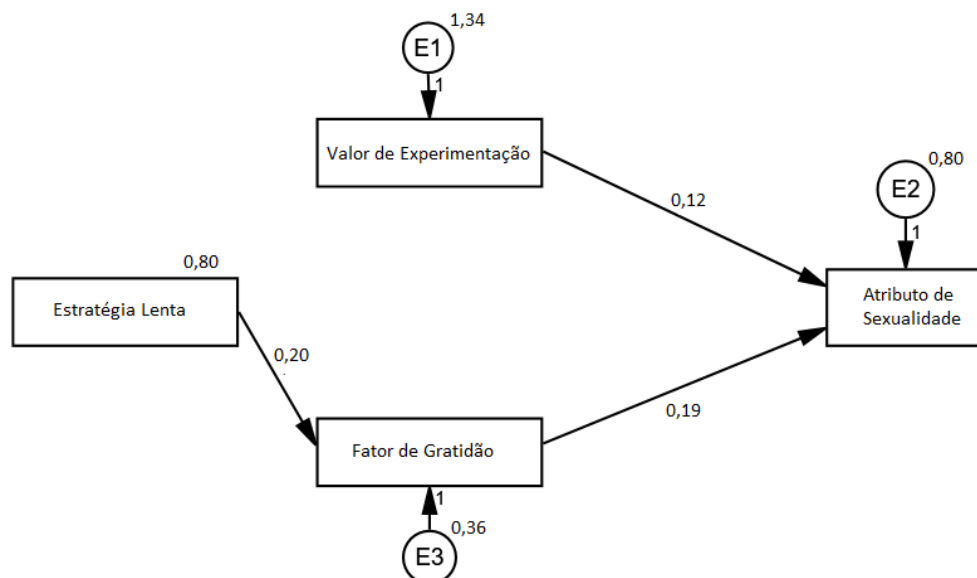 1,34
E1
1
Valor de Experimentação
0,80
E2
1
0,12
0,80
Estratégia Lenta
Atributo de
Sexualidade
0,20
0,19
Fator de Gratidão
1
0,36
E3